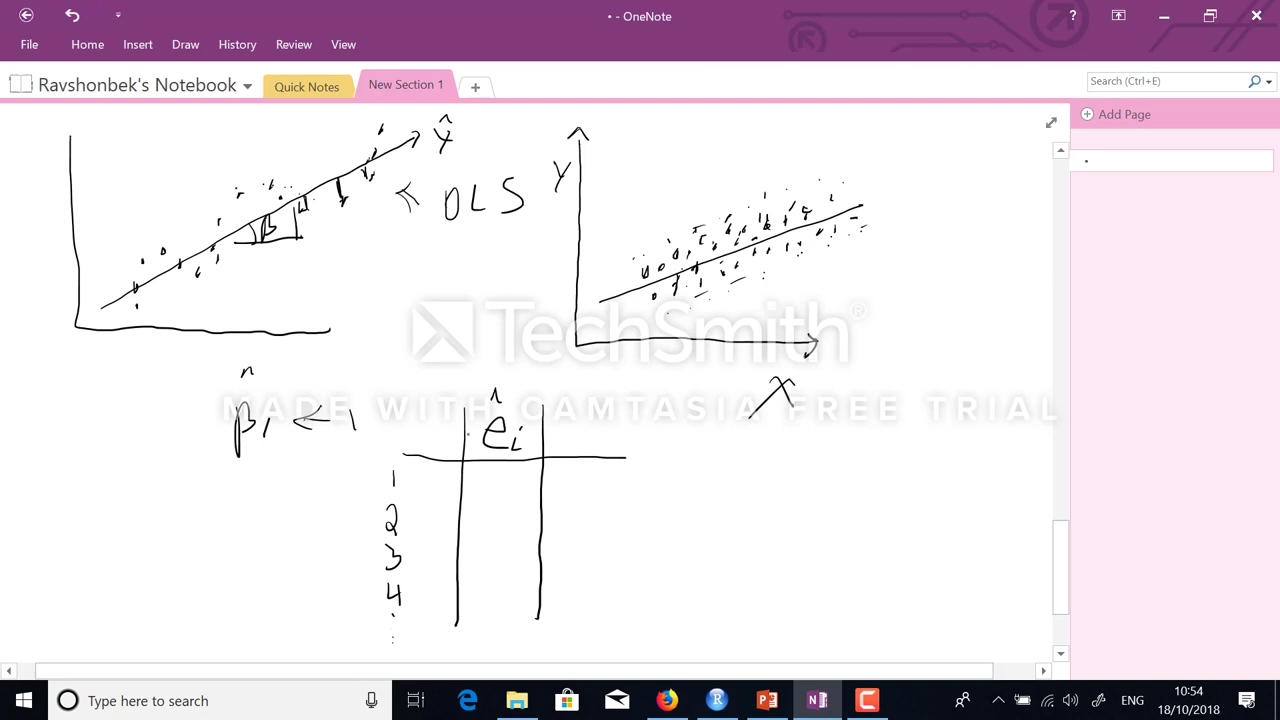 • - OneNote
?
File Home Insert Draw History Review View
Ravshonbek's Notebook Quick Notes New Section 1 +
Search (Ctrl+E)
Add Page
Ŷ
OLS
β
Y
X
TechSmith®
MADE WITH CAMTASIA FREE TRIAL
β̂1 ← 1
êi
1
2
3
4
Type here to search
ENG
10:54
18/10/2018